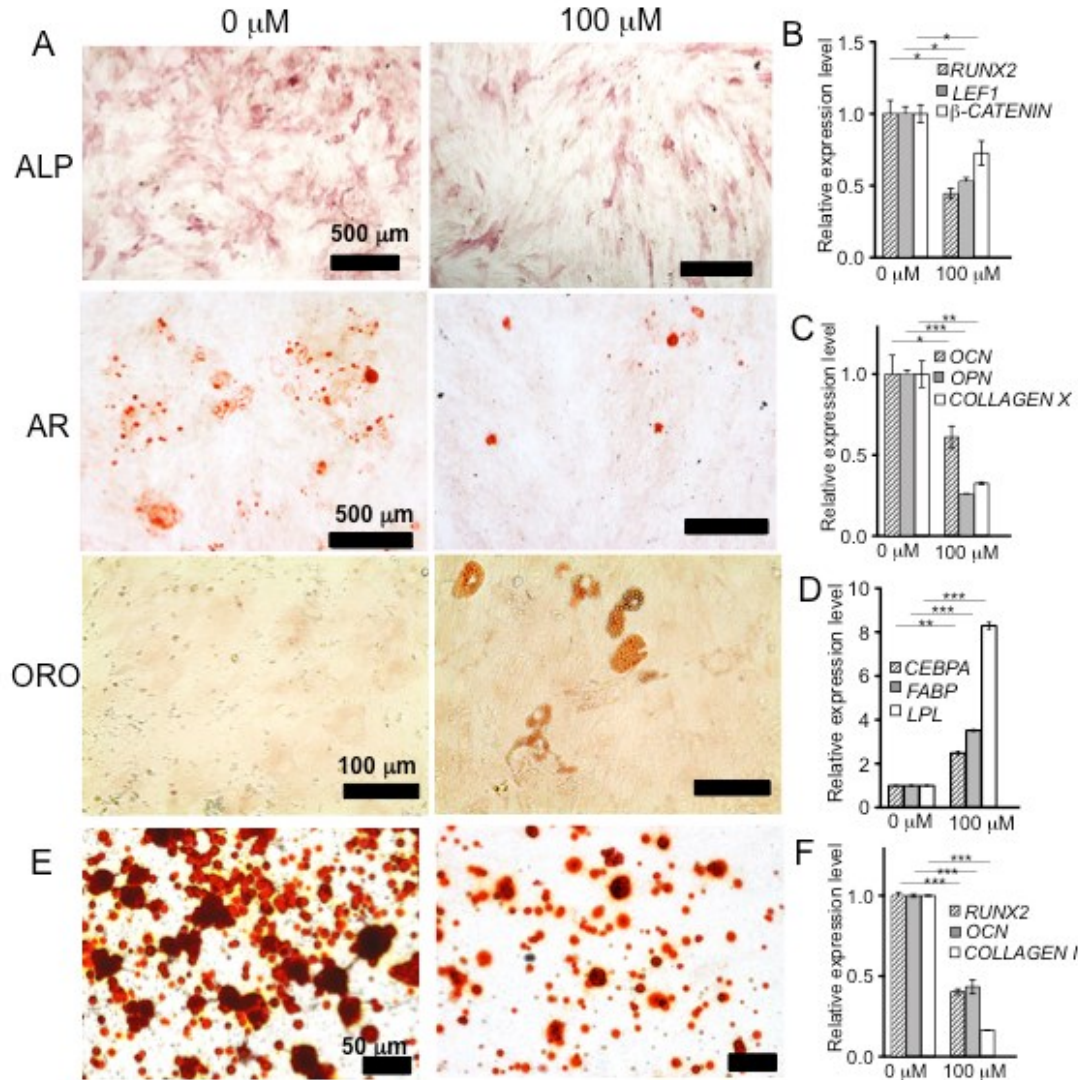 0 μM
100 μM
A
ALP
500 μm
AR
500 μm
ORO
100 μm
E
50 μm
B
Relative expression level
1.5
1.0
0.5
0.0
*
*
*
RUNX2
LEF1
β-CATENIN
0 μM
100 μM
C
Relative expression level
1.0
0.5
0.0
**
***
*
OCN
OPN
COLLAGEN X
0 μM
100 μM
D
Relative expression level
10
8
6
4
2
0
***
***
**
CEBPA
FABP
LPL
0 μM
100 μM
F
Relative expression level
1.0
0.5
0.0
***
***
***
RUNX2
OCN
COLLAGEN I
0 μM
100 μM